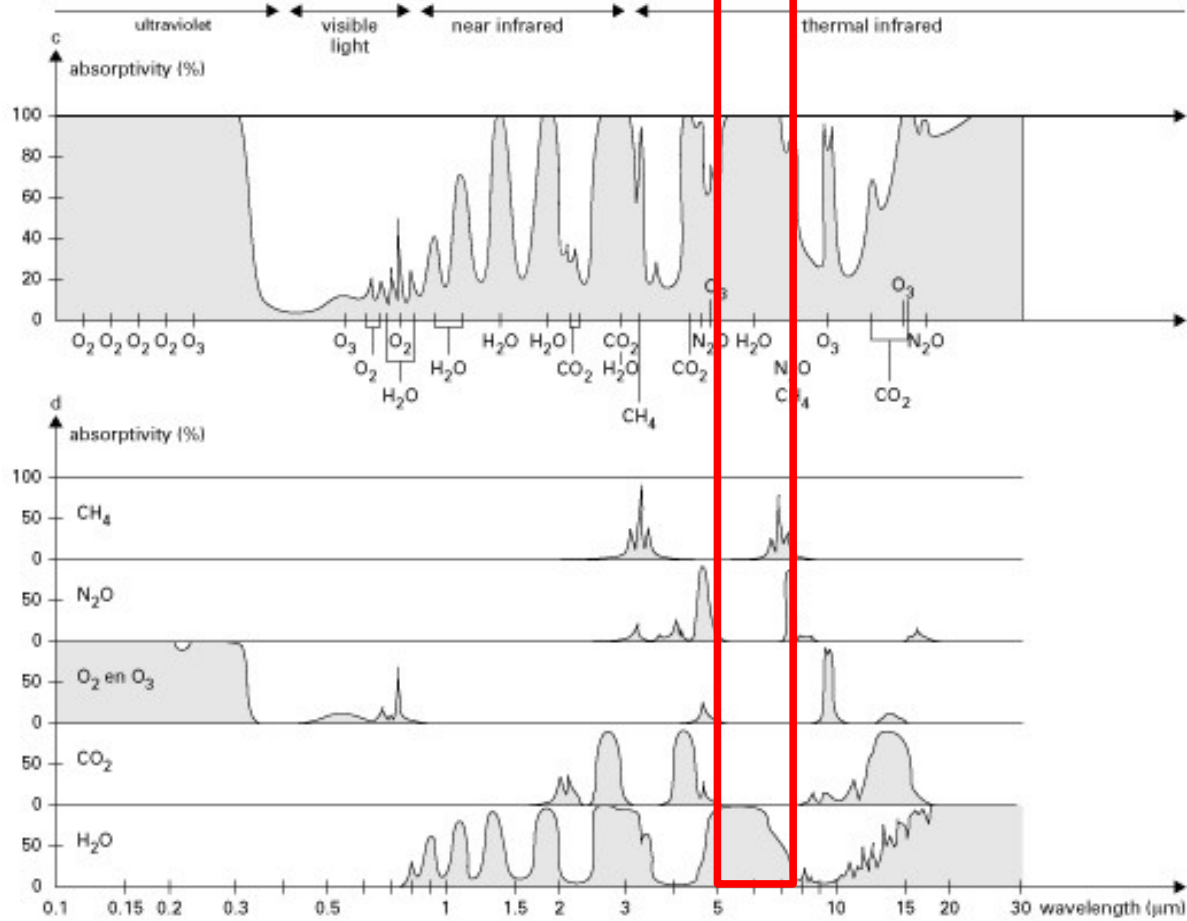 ultraviolet visible near infrared thermal infrared
light
c
absorptivity (%)
100
80
60
40
20
0
O₃ O₃
O₂ O₂ O₂ O₂ O₃ O₃ O₂ H₂O H₂O CO₂ N₂O H₂O O₃ N₂O
O₂ H₂O CO₂ H₂O CO₂ N₂O
H₂O CH₄ CH₄ CO₂
d
absorptivity (%)
100
CH₄
50
0
N₂O
50
0
O₂ en O₃
50
0
CO₂
50
0
H₂O
50
0
0.1 0.15 0.2 0.3 0.5 1 1.5 2 3 5 10 15 20 30 wavelength (µm)